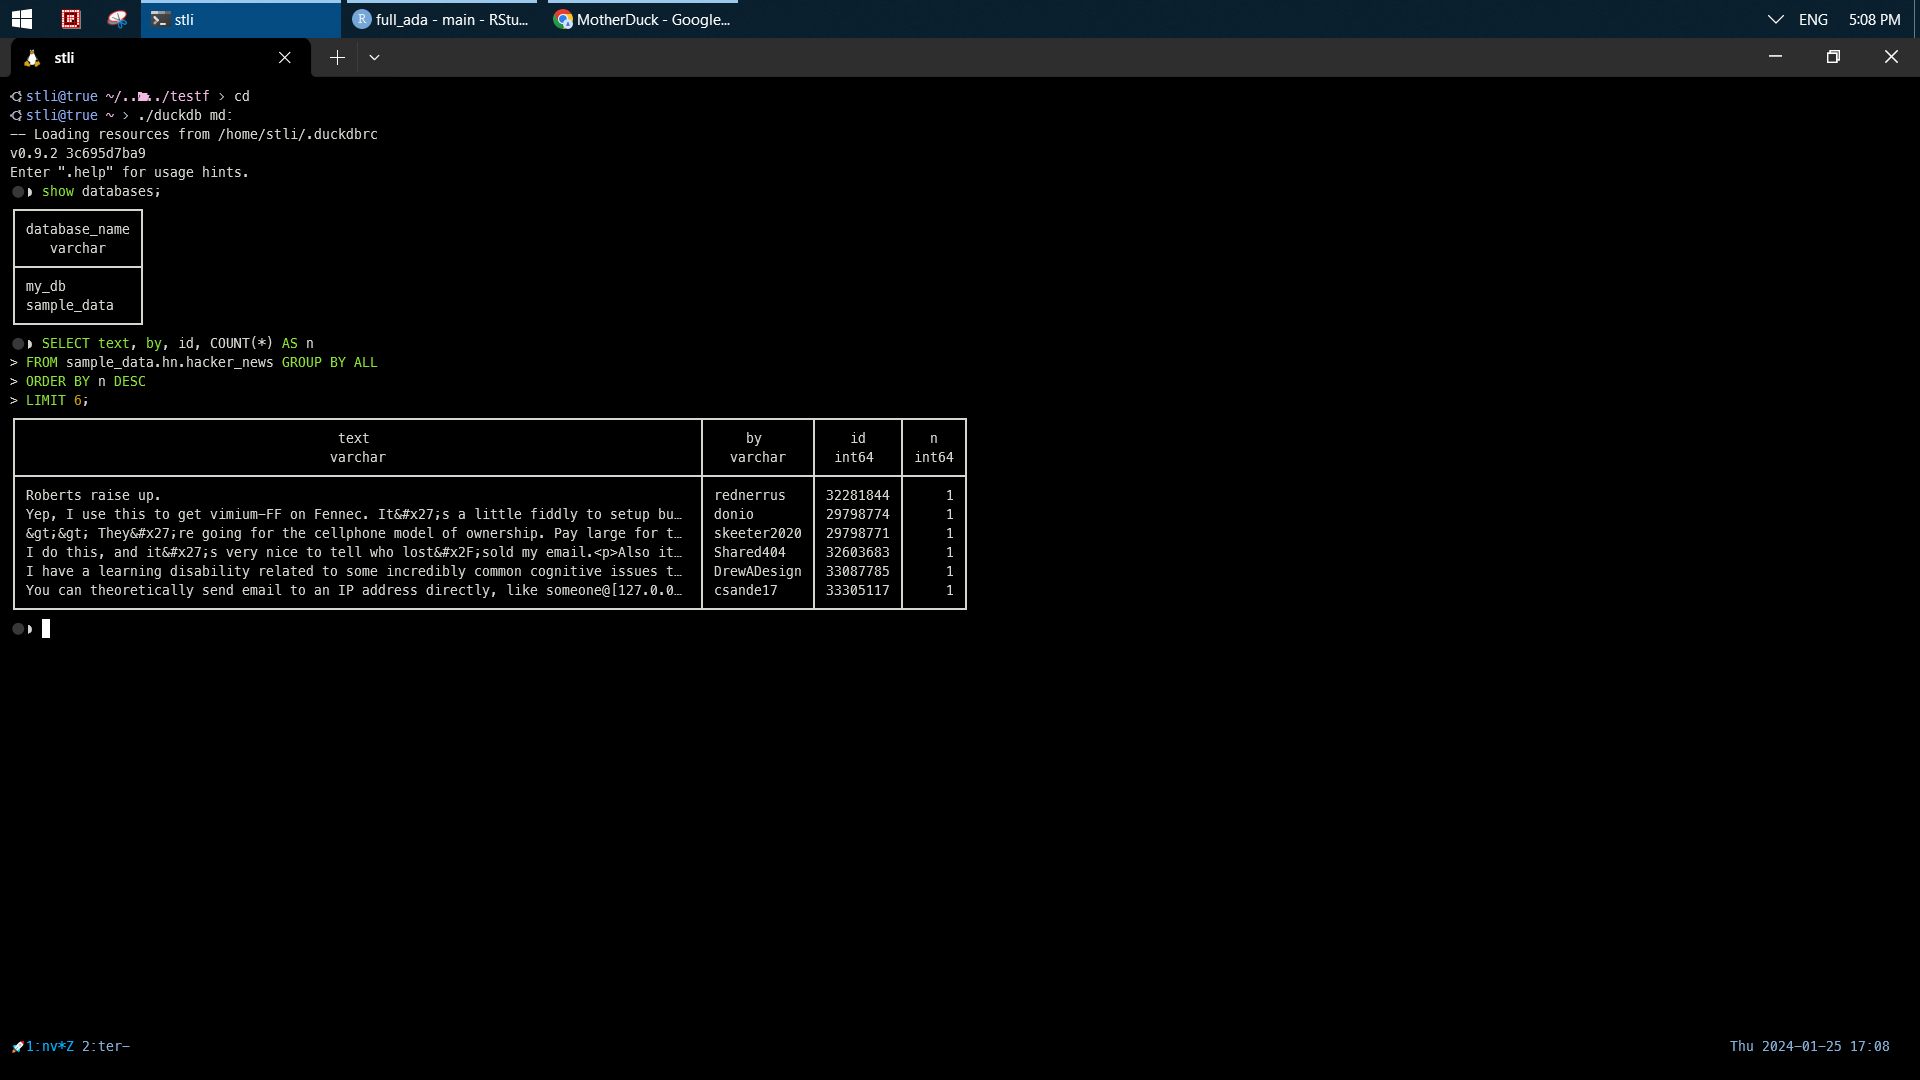 stli
full_ada - main - RStu...
MotherDuck - Google...
ENG
5:08 PM
stli
stli@true ~/.. ../testf › cd
stli@true ~ › ./duckdb md:
-- Loading resources from /home/stli/.duckdbrc
v0.9.2 3c695d7ba9
Enter ".help" for usage hints.
show databases;
database_name
varchar
my_db
sample_data
SELECT text, by, id, COUNT(*) AS n
> FROM sample_data.hn.hacker_news GROUP BY ALL
> ORDER BY n DESC
> LIMIT 6;
text by id n
varchar varchar int64 int64
Roberts raise up. rednerrus 32281844 1
Yep, I use this to get vimium-FF on Fennec. It&#x27;s a little fiddly to setup bu… donio 29798774 1
&gt;&gt; They&#x27;re going for the cellphone model of ownership. Pay large for t… skeeter2020 29798771 1
I do this, and it&#x27;s very nice to tell who lost&#x2F;sold my email.<p>Also it… Shared404 32603683 1
I have a learning disability related to some incredibly common cognitive issues t… DrewADesign 33087785 1
You can theoretically send email to an IP address directly, like someone@[127.0.0… csande17 33305117 1
1:nv*Z 2:ter-
Thu 2024-01-25 17:08